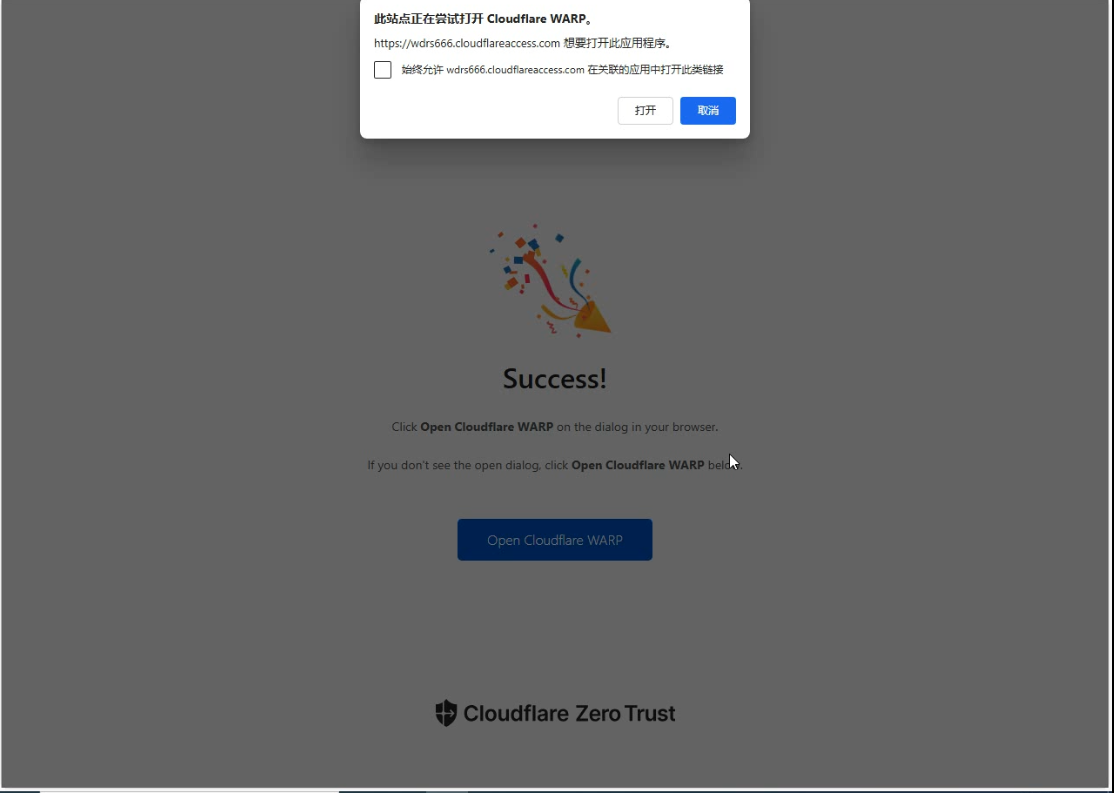 此站点正在尝试打开 Cloudflare WARP。
https://wdrs666.cloudflareaccess.com 想要打开此应用程序。
始终允许 wdrs666.cloudflareaccess.com 在关联的应用中打开此类链接
打开
取消
Success!
Click Open Cloudflare WARP on the dialog in your browser.
If you don't see the open dialog, click Open Cloudflare WARP below.
Open Cloudflare WARP
Cloudflare Zero Trust